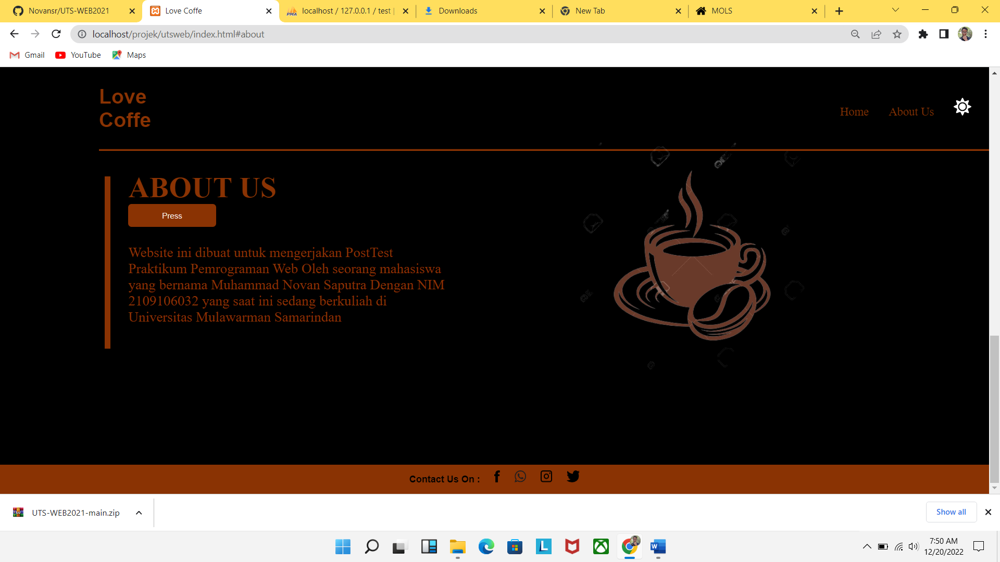 Novansr/UTS-WEB2021
Love Coffe
localhost / 127.0.0.1 / test |
Downloads
New Tab
MOLS
localhost/projek/utsweb/index.html#about
Gmail
YouTube
Maps
Love
Coffe
Home
About Us
ABOUT US
Press
Website ini dibuat untuk mengerjakan PostTest
Praktikum Pemrograman Web Oleh seorang mahasiswa
yang bernama Muhammad Novan Saputra Dengan NIM
2109106032 yang saat ini sedang berkuliah di
Universitas Mulawarman Samarindan
Contact Us On :
UTS-WEB2021-main.zip
Show all
7:50 AM
12/20/2022